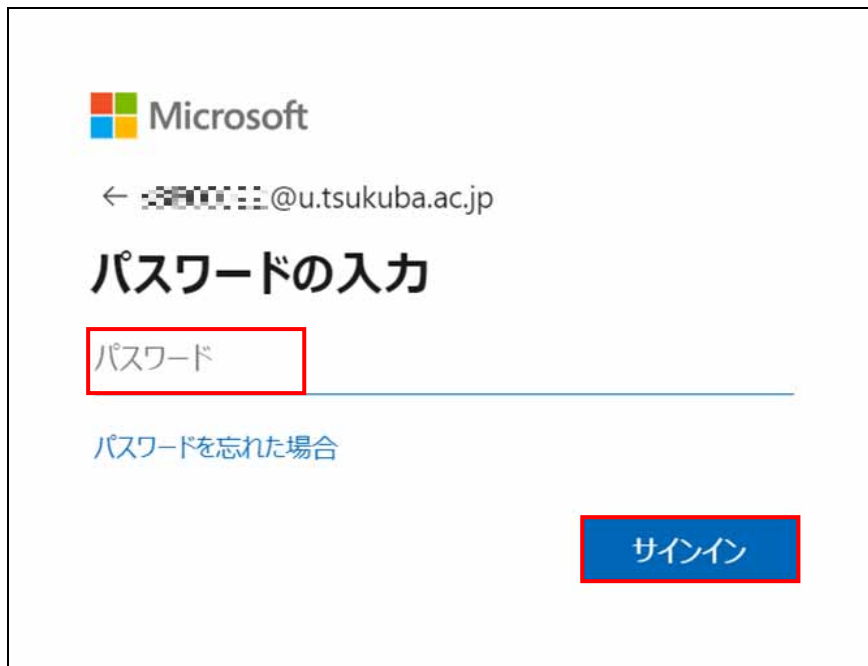 Microsoft
← @u.tsukuba.ac.jp
パスワードの入力
パスワード
パスワードを忘れた場合
サインイン